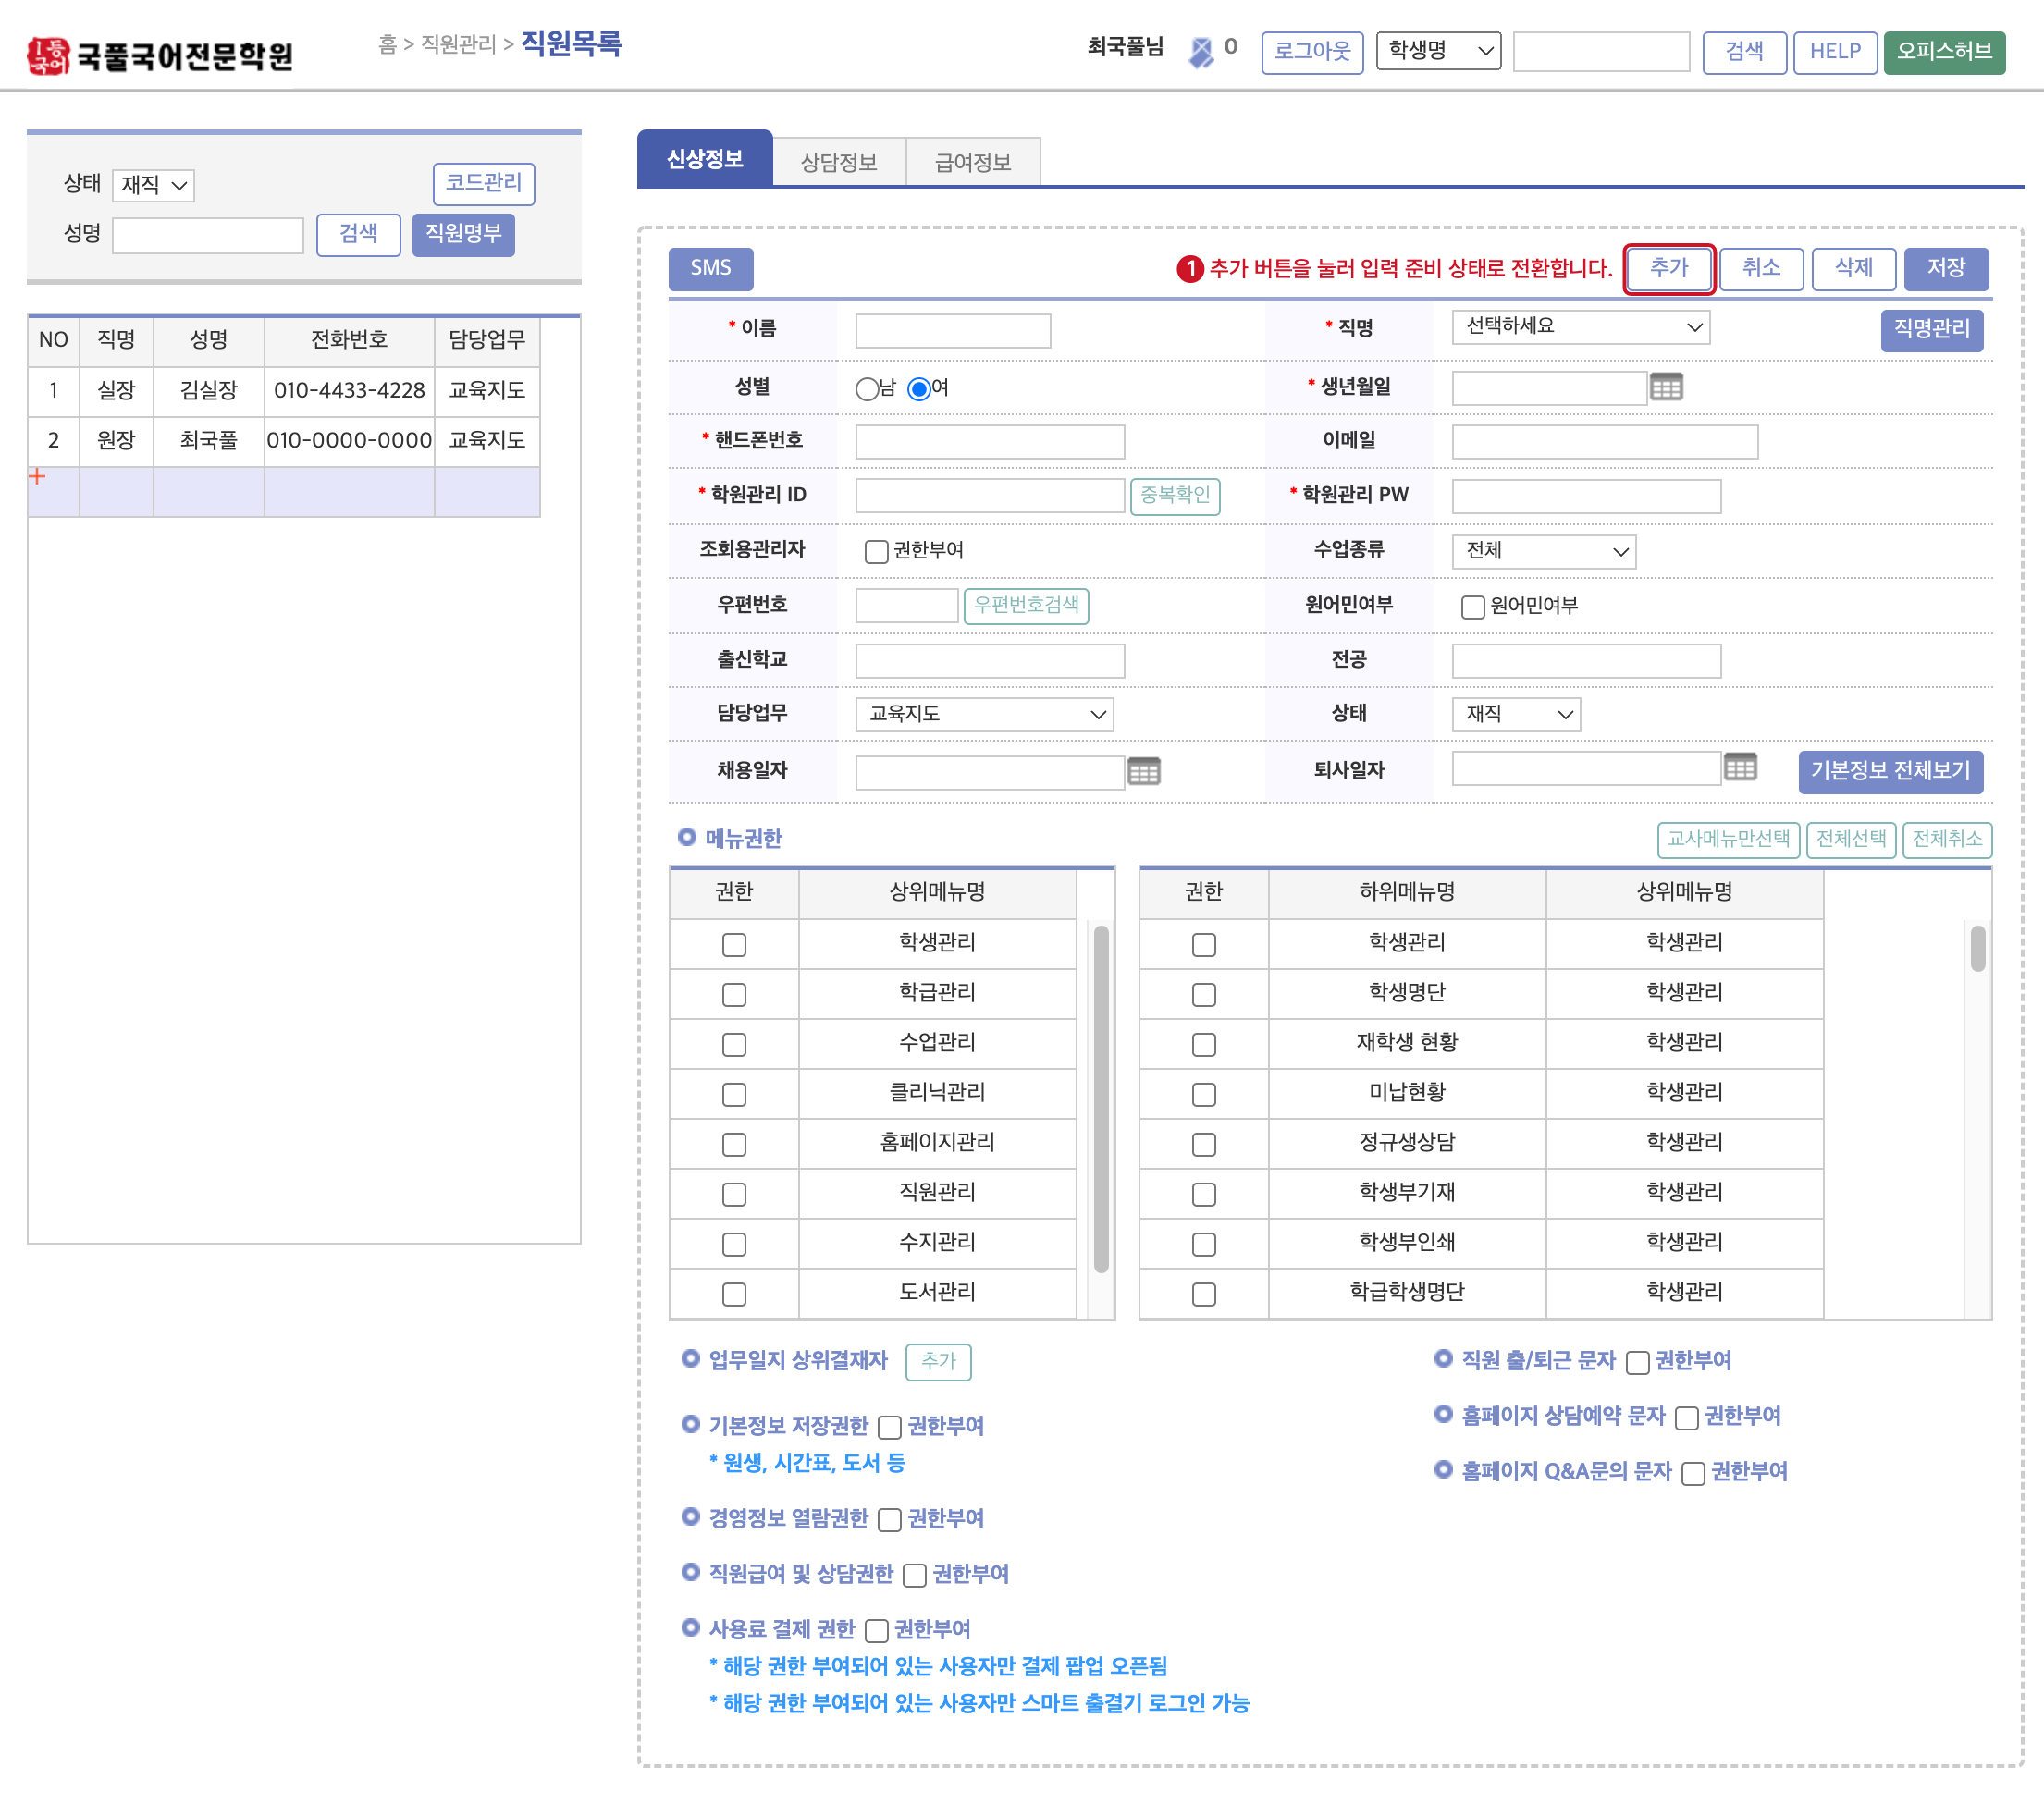 1등국어 국풀국어전문학원
홈 > 직원관리 > 직원목록
최국풀님 0 로그아웃 학생명 검색 HELP 오피스허브
상태 재직 코드관리
성명 검색 직원명부
NO 직명 성명 전화번호 담당업무
1 실장 김실장 010-4433-4228 교육지도
2 원장 최국풀 010-0000-0000 교육지도
+
신상정보 상담정보 급여정보
SMS 1 추가 버튼을 눌러 입력 준비 상태로 전환합니다. 추가 취소 삭제 저장
* 이름 * 직명 선택하세요 직명관리
성별 남 여 * 생년월일
* 핸드폰번호 이메일
* 학원관리 ID 중복확인 * 학원관리 PW
조회용관리자 권한부여 수업종류 전체
우편번호 우편번호검색 원어민여부 원어민여부
출신학교 전공
담당업무 교육지도 상태 재직
채용일자 퇴사일자 기본정보 전체보기
메뉴권한 교사메뉴만선택 전체선택 전체취소
권한 상위메뉴명 권한 하위메뉴명 상위메뉴명
학생관리 학생관리 학생관리
학급관리 학생명단 학생관리
수업관리 재학생 현황 학생관리
클리닉관리 미납현황 학생관리
홈페이지관리 정규생상담 학생관리
직원관리 학생부기재 학생관리
수지관리 학생부인쇄 학생관리
도서관리 학급학생명단 학생관리
업무일지 상위결재자 추가
기본정보 저장권한 권한부여
* 원생, 시간표, 도서 등
경영정보 열람권한 권한부여
직원급여 및 상담권한 권한부여
사용료 결제 권한 권한부여
* 해당 권한 부여되어 있는 사용자만 결제 팝업 오픈됨
* 해당 권한 부여되어 있는 사용자만 스마트 출결기 로그인 가능
직원 출/퇴근 문자 권한부여
홈페이지 상담예약 문자 권한부여
홈페이지 Q&A문의 문자 권한부여